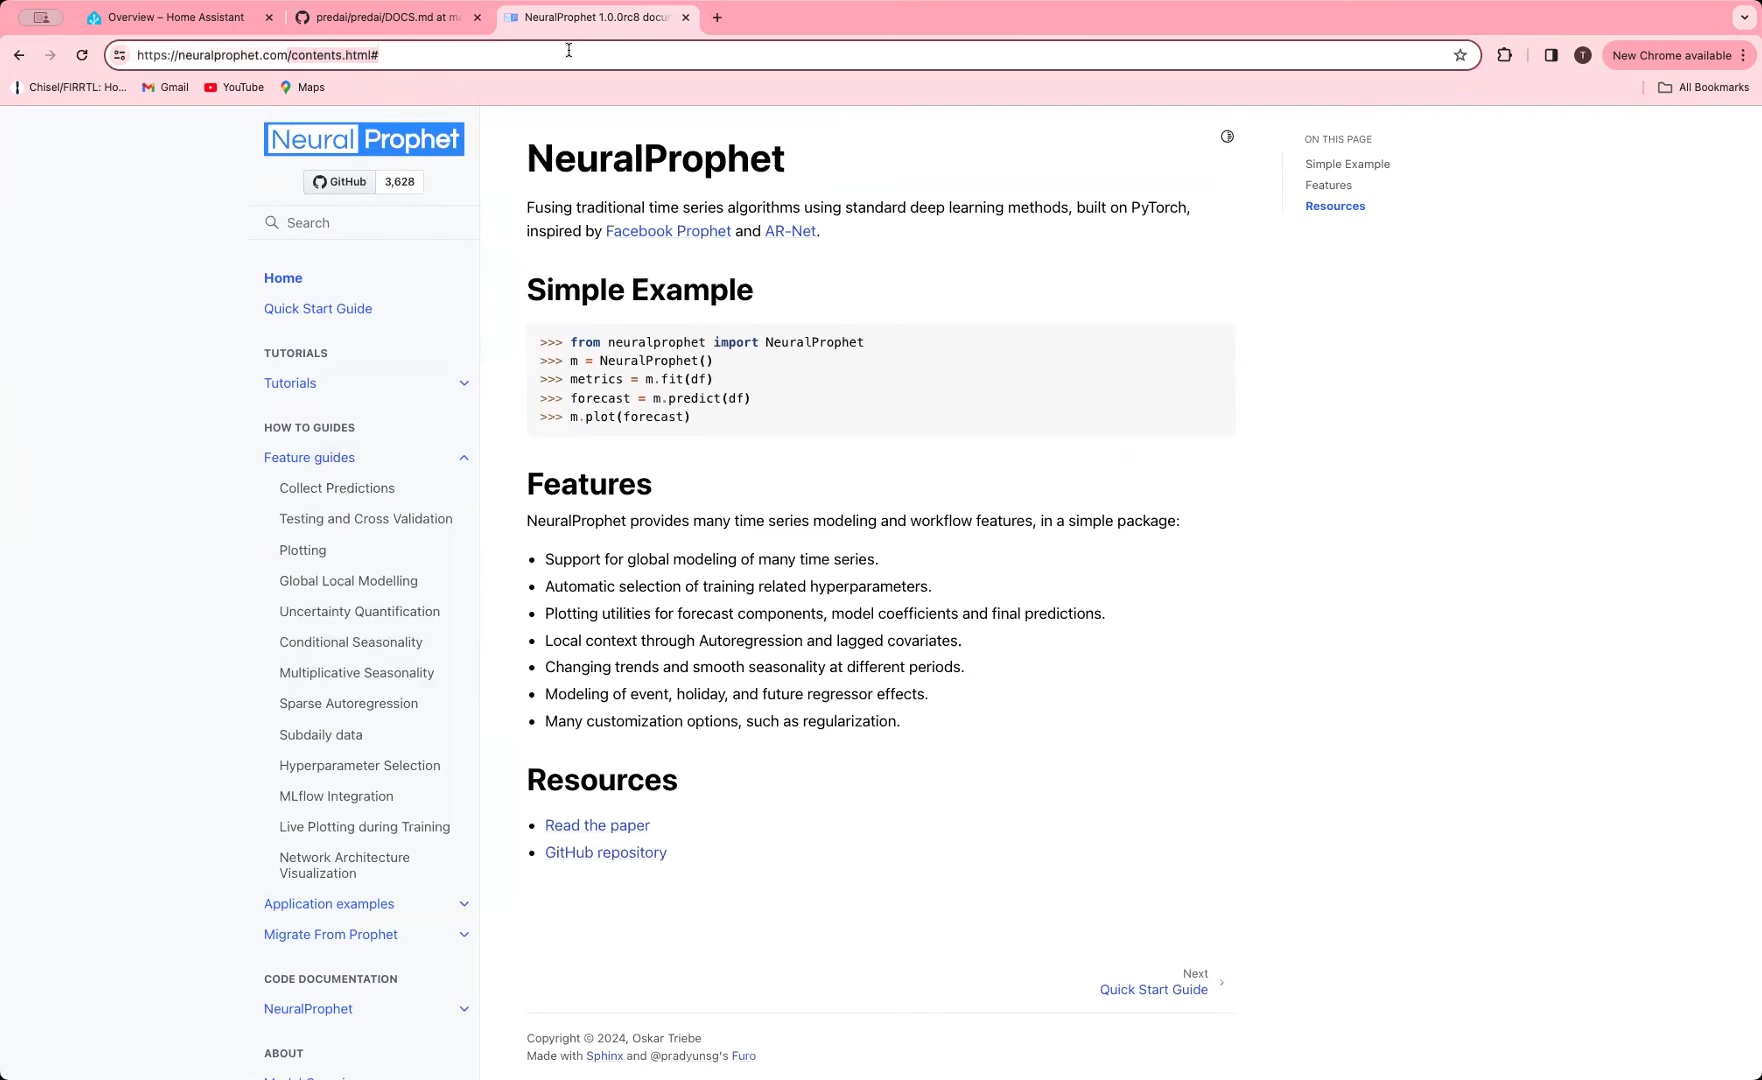 Overview – Home Assistant
predai/predai/DOCS.md at m
NeuralProphet 1.0.0rc8 docu
https://neuralprophet.com/contents.html#
T
New Chrome available
Chisel/FIRRTL: Ho...
Gmail
YouTube
Maps
All Bookmarks
Neural Prophet
GitHub
3,628
Search
Home
Quick Start Guide
TUTORIALS
Tutorials
HOW TO GUIDES
Feature guides
Collect Predictions
Testing and Cross Validation
Plotting
Global Local Modelling
Uncertainty Quantification
Conditional Seasonality
Multiplicative Seasonality
Sparse Autoregression
Subdaily data
Hyperparameter Selection
MLflow Integration
Live Plotting during Training
Network Architecture
Visualization
Application examples
Migrate From Prophet
CODE DOCUMENTATION
NeuralProphet
ABOUT
NeuralProphet
Fusing traditional time series algorithms using standard deep learning methods, built on PyTorch,
inspired by Facebook Prophet and AR-Net.
Simple Example
>>> from neuralprophet import NeuralProphet
>>> m = NeuralProphet()
>>> metrics = m.fit(df)
>>> forecast = m.predict(df)
>>> m.plot(forecast)
Features
NeuralProphet provides many time series modeling and workflow features, in a simple package:
• Support for global modeling of many time series.
• Automatic selection of training related hyperparameters.
• Plotting utilities for forecast components, model coefficients and final predictions.
• Local context through Autoregression and lagged covariates.
• Changing trends and smooth seasonality at different periods.
• Modeling of event, holiday, and future regressor effects.
• Many customization options, such as regularization.
Resources
• Read the paper
• GitHub repository
Next
Quick Start Guide
Copyright © 2024, Oskar Triebe
Made with Sphinx and @pradyunsg's Furo
ON THIS PAGE
Simple Example
Features
Resources